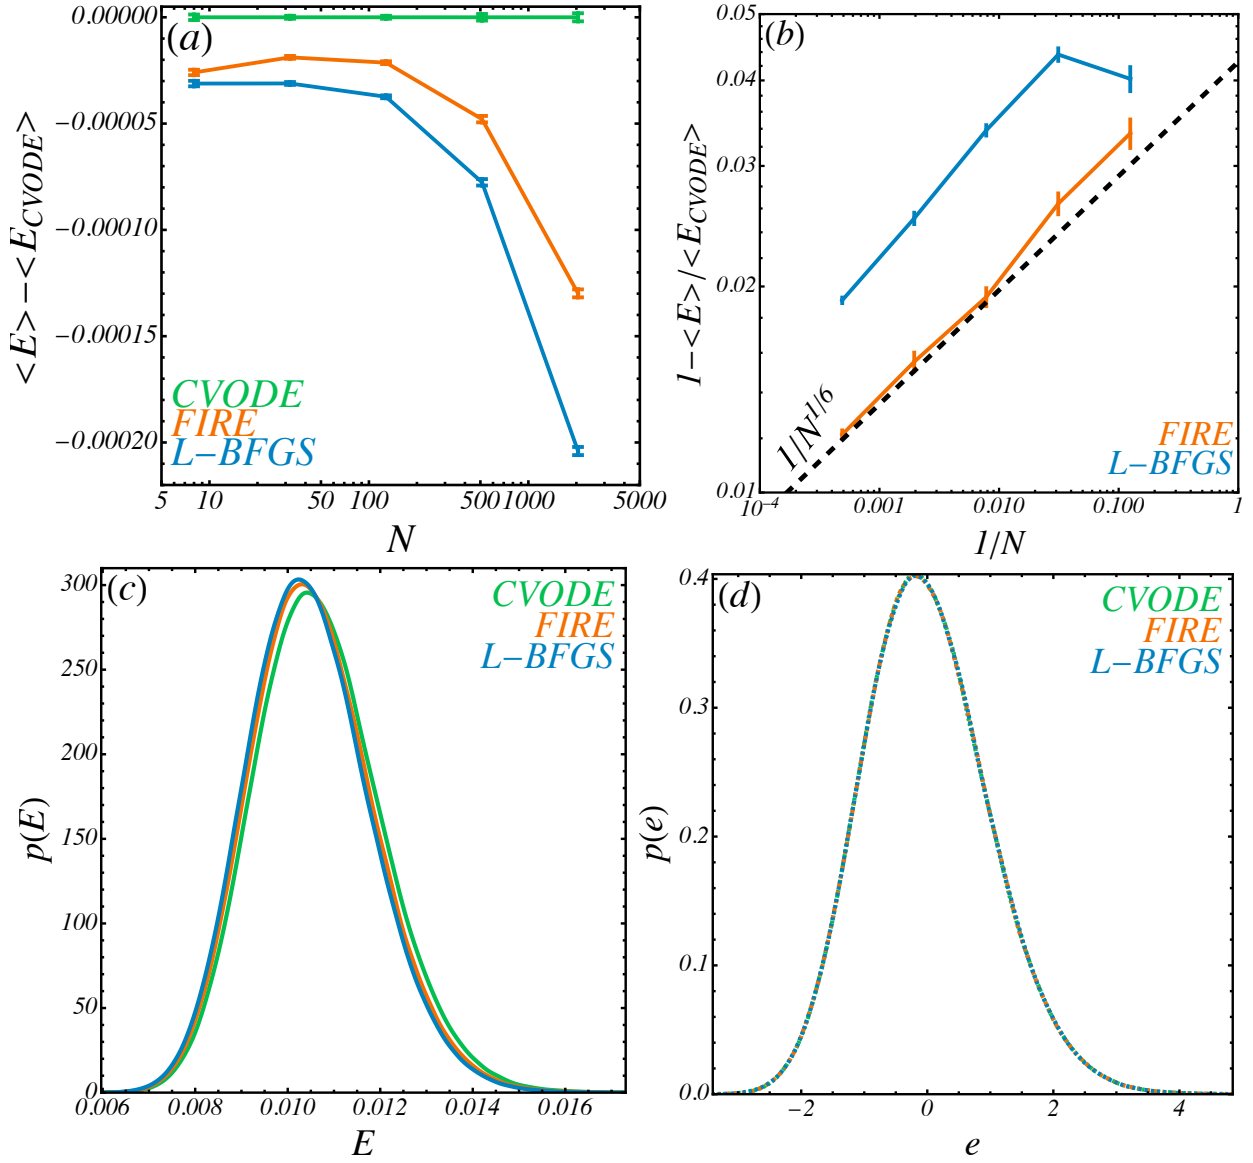 (a)
<E>−<E_CVODE>
0.00000
−0.00005
−0.00010
−0.00015
−0.00020
CVODE
FIRE
L−BFGS
5 10 50 100 500 1000 5000
N
(b)
1−<E>/<E_CVODE>
0.05
0.04
0.03
0.02
0.01
1/N^1/6
FIRE
L−BFGS
10^-4 0.001 0.010 0.100 1
1/N
(c)
p(E)
300
250
200
150
100
50
0
CVODE
FIRE
L−BFGS
0.006 0.008 0.010 0.012 0.014 0.016
E
(d)
p(e)
0.4
0.3
0.2
0.1
0.0
CVODE
FIRE
L−BFGS
−2 0 2 4
e